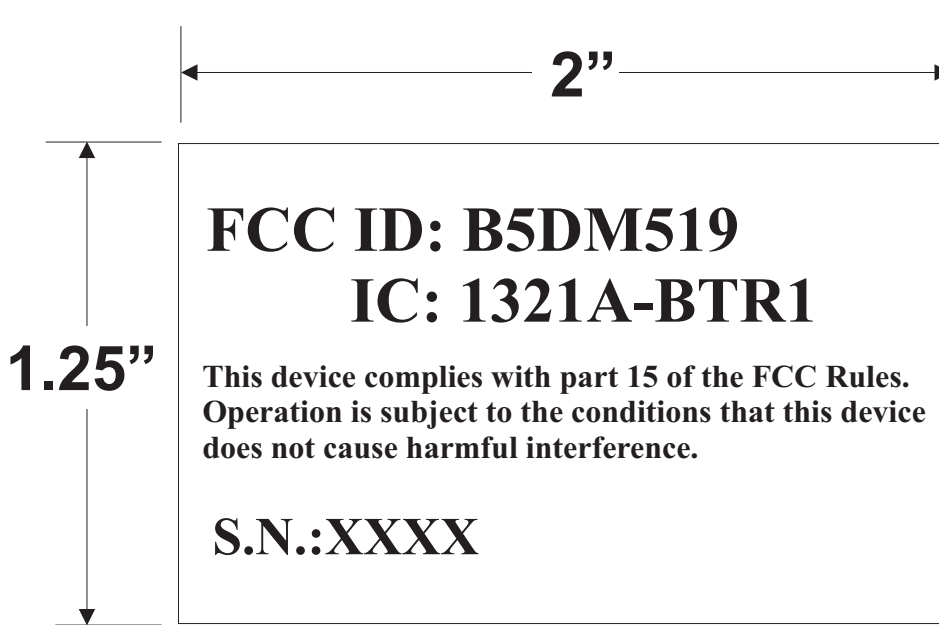 2”
FCC ID: B5DM519
IC: 1321A-BTR1
1.25”
This device complies with part 15 of the FCC Rules.
Operation is subject to the conditions that this device
does not cause harmful interference.
S.N.:XXXX